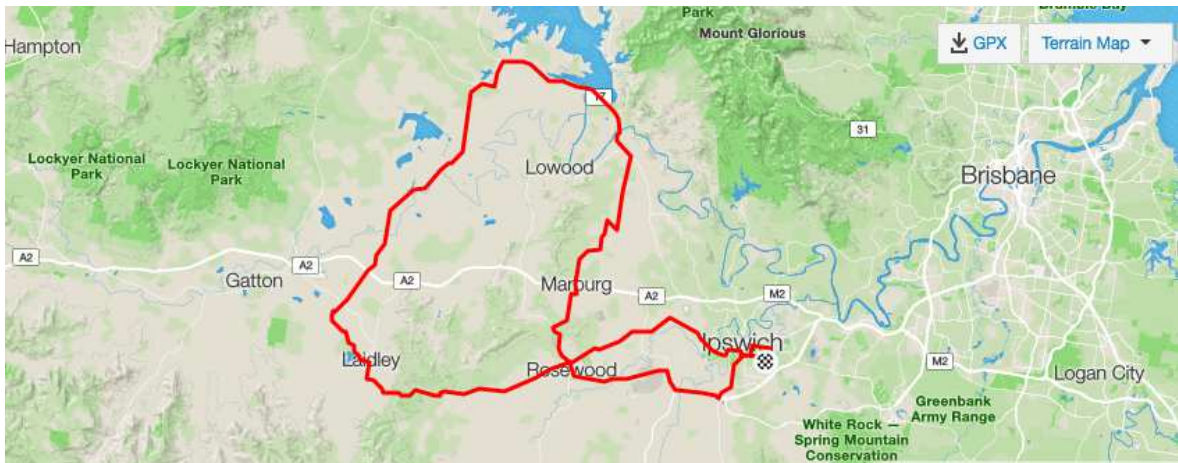 Brisbane Bay
Park
Mount Glorious
GPX
Terrain Map
Hampton
17
31
Lockyer National
Park
Lockyer National
Park
Lowood
Brisbane
A2
A2
Gatton
A2
Marburg
A2
M2
Ipswich
Laidley
Rosewood
M2
Logan City
Greenbank
Army Range
White Rock —
Spring Mountain
Conservation